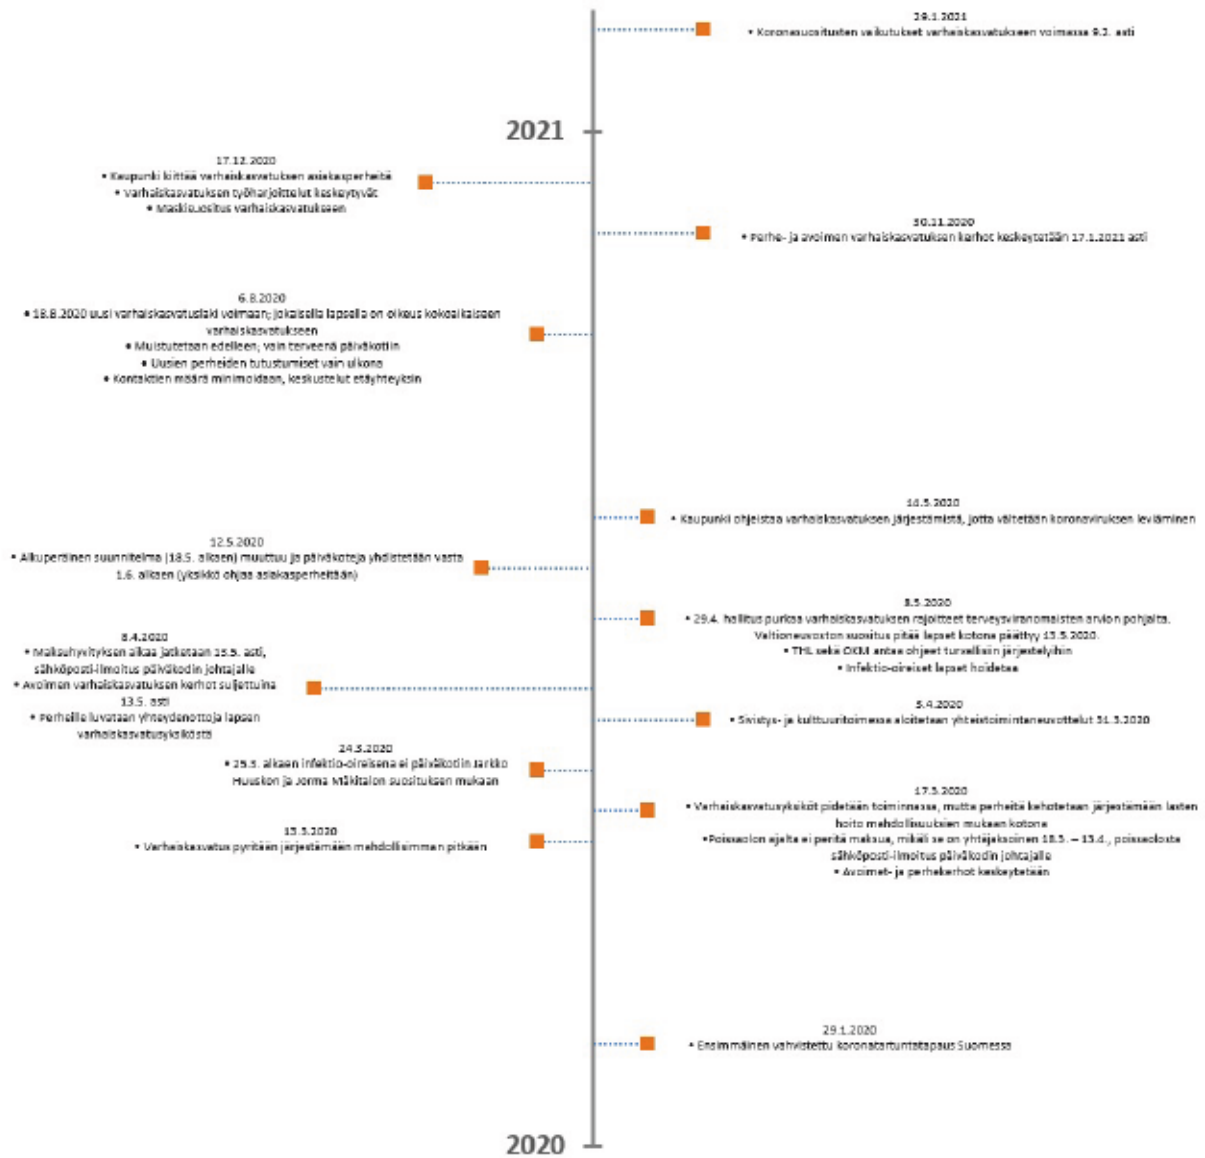 29.1.2021
• Koronasuositusten vaikutukset varhaiskasvatukseen voimassa 9.2. asti
2021
17.12.2020
• Kaupunki kiittää varhaiskasvatuksen asiakasperheitä
• Varhaiskasvatuksen työharjoittelut keskeytyvät
• Maskisuositus varhaiskasvatukseen
30.11.2020
• Perhe- ja avoimen varhaiskasvatuksen kerhot keskeytetään 17.1.2021 asti
6.8.2020
• 18.8.2020 uusi varhaiskasvatuslaki voimaan; jokaisella lapsella on oikeus kokoaikaiseen
varhaiskasvatukseen
• Muistutetaan edelleen; vain terveenä päiväkotiin
• Uusien perheiden tutustumiset vain ulkona
• Kontaktien määrä minimoidaan, keskustelut etäyhteyksin
14.5.2020
• Kaupunki ohjeistaa varhaiskasvatuksen järjestämistä, jotta vältetään koronaviruksen leviäminen
12.5.2020
• Alkuperäinen suunnitelma (18.5. alkaen) muuttuu ja päiväkoteja yhdistetään vasta
1.6. alkaen (yksikkö ohjaa asiakasperheitään)
8.5.2020
• 29.4. hallitus purkaa varhaiskasvatuksen rajoitteet terveysviranomaisten arvion pohjalta.
Valtioneuvoston suositus pitää lapset kotona päättyy 13.5.2020.
• THL sekä OKM antaa ohjeet turvallisiin järjestelyihin
• Infektio-oireiset lapset hoidetaa
8.4.2020
• Maksuhyvityksen aikaa jatketaan 13.5. asti,
sähköposti-ilmoitus päiväkodin johtajalle
• Avoimen varhaiskasvatuksen kerhot suljettuina
13.5. asti
• Perheille luvataan yhteydenottoja lapsen
varhaiskasvatusyksiköstä
3.4.2020
• Sivistys- ja kulttuuritoimessa aloitetaan yhteistoimintaneuvottelut 31.3.2020
24.3.2020
• 25.3. alkaen infektio-oireisena ei päiväkotiin Jarkko
Huuskon ja Jorma Mäkitalon suosituksen mukaan
17.3.2020
• Varhaiskasvatusyksiköt pidetään toiminnassa, mutta perheitä kehotetaan järjestämään lasten
hoito mahdollisuuksien mukaan kotona
•Poissaolon ajalta ei peritä maksua, mikäli se on yhtäjaksoinen 18.3. – 13.4., poissaolosta
sähköposti-ilmoitus päiväkodin johtajalle
• Avoimet- ja perhekerhot keskeytetään
13.3.2020
• Varhaiskasvatus pyritään järjestämään mahdollisimman pitkään
29.1.2020
• Ensimmäinen vahvistettu koronatartuntatapaus Suomessa
2020